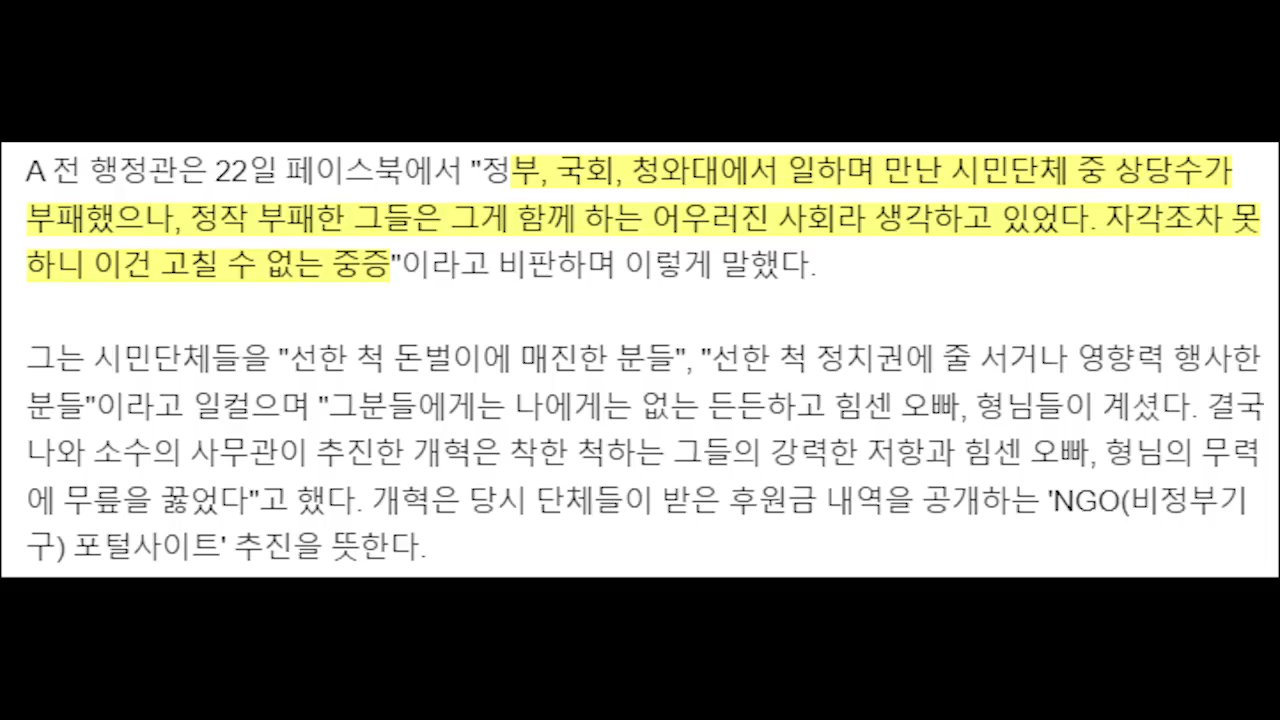 A 전 행정관은 22일 페이스북에서 "정부, 국회, 청와대에서 일하며 만난 시민단체 중 상당수가
부패했으나, 정작 부패한 그들은 그게 함께 하는 어우러진 사회라 생각하고 있었다. 자각조차 못
하니 이건 고칠 수 없는 중증"이라고 비판하며 이렇게 말했다.
그는 시민단체들을 "선한 척 돈벌이에 매진한 분들", "선한 척 정치권에 줄 서거나 영향력 행사한
분들"이라고 일컬으며 "그분들에게는 나에게는 없는 든든하고 힘센 오빠, 형님들이 계셨다. 결국
나와 소수의 사무관이 추진한 개혁은 착한 척하는 그들의 강력한 저항과 힘센 오빠, 형님의 무력
에 무릎을 꿇었다"고 했다. 개혁은 당시 단체들이 받은 후원금 내역을 공개하는 'NGO(비정부기
구) 포털사이트' 추진을 뜻한다.